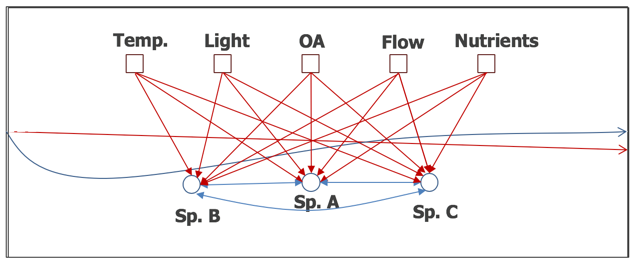 Temp. Light OA Flow Nutrients
Sp. B Sp. A Sp. C